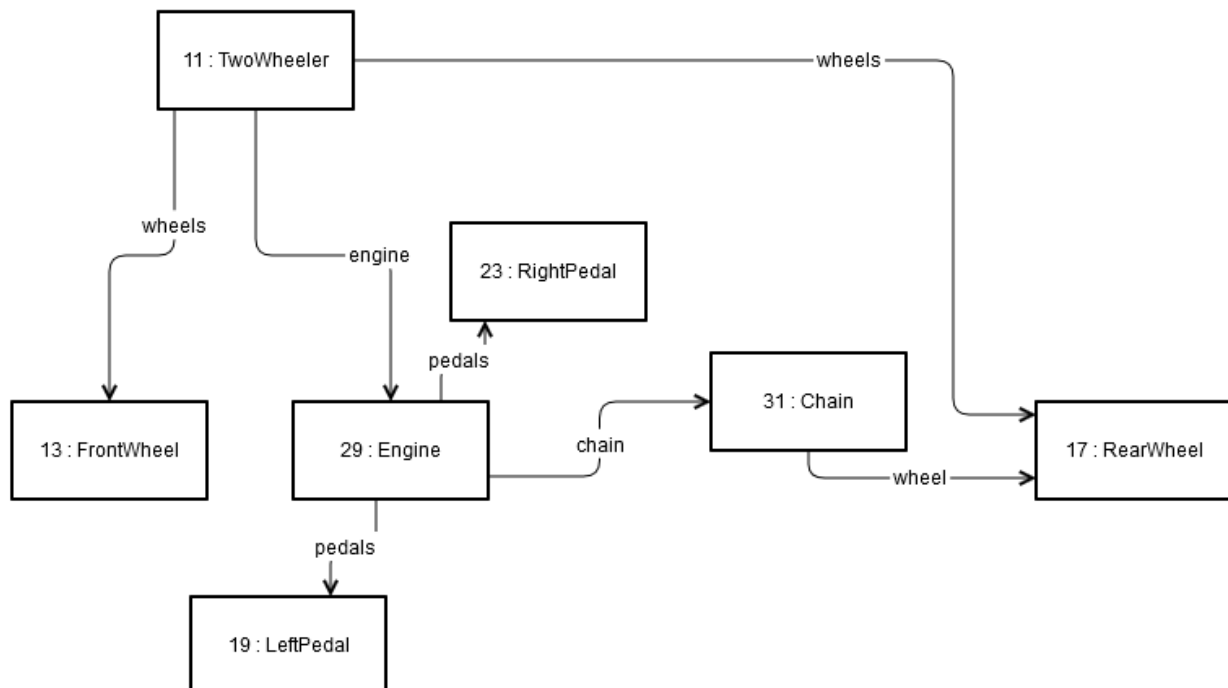 11 : TwoWheeler
wheels
wheels
engine
23 : RightPedal
pedals
31 : Chain
13 : FrontWheel
29 : Engine
chain
17 : RearWheel
wheel
pedals
19 : LeftPedal